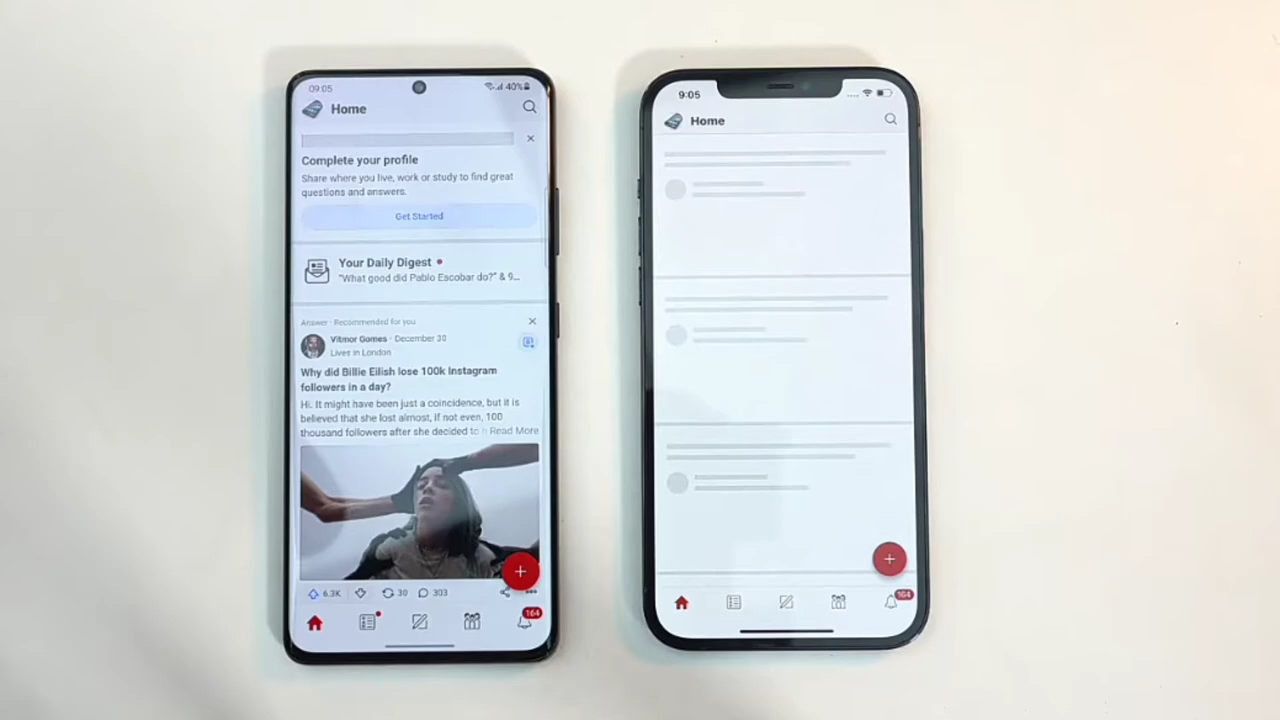 09:05
40%
Home
Complete your profile
Share where you live, work or study to find great
questions and answers.
Get Started
Your Daily Digest
"What good did Pablo Escobar do?" & 9...
Answer · Recommended for you
Vitmor Gomes · December 30
Lives in London
Why did Billie Eilish lose 100k Instagram
followers in a day?
Hi. It might have been just a coincidence, but it is
believed that she lost almost, if not even, 100
thousand followers after she decided to Read More
6.3K
30
303
164
9:05
Home
164